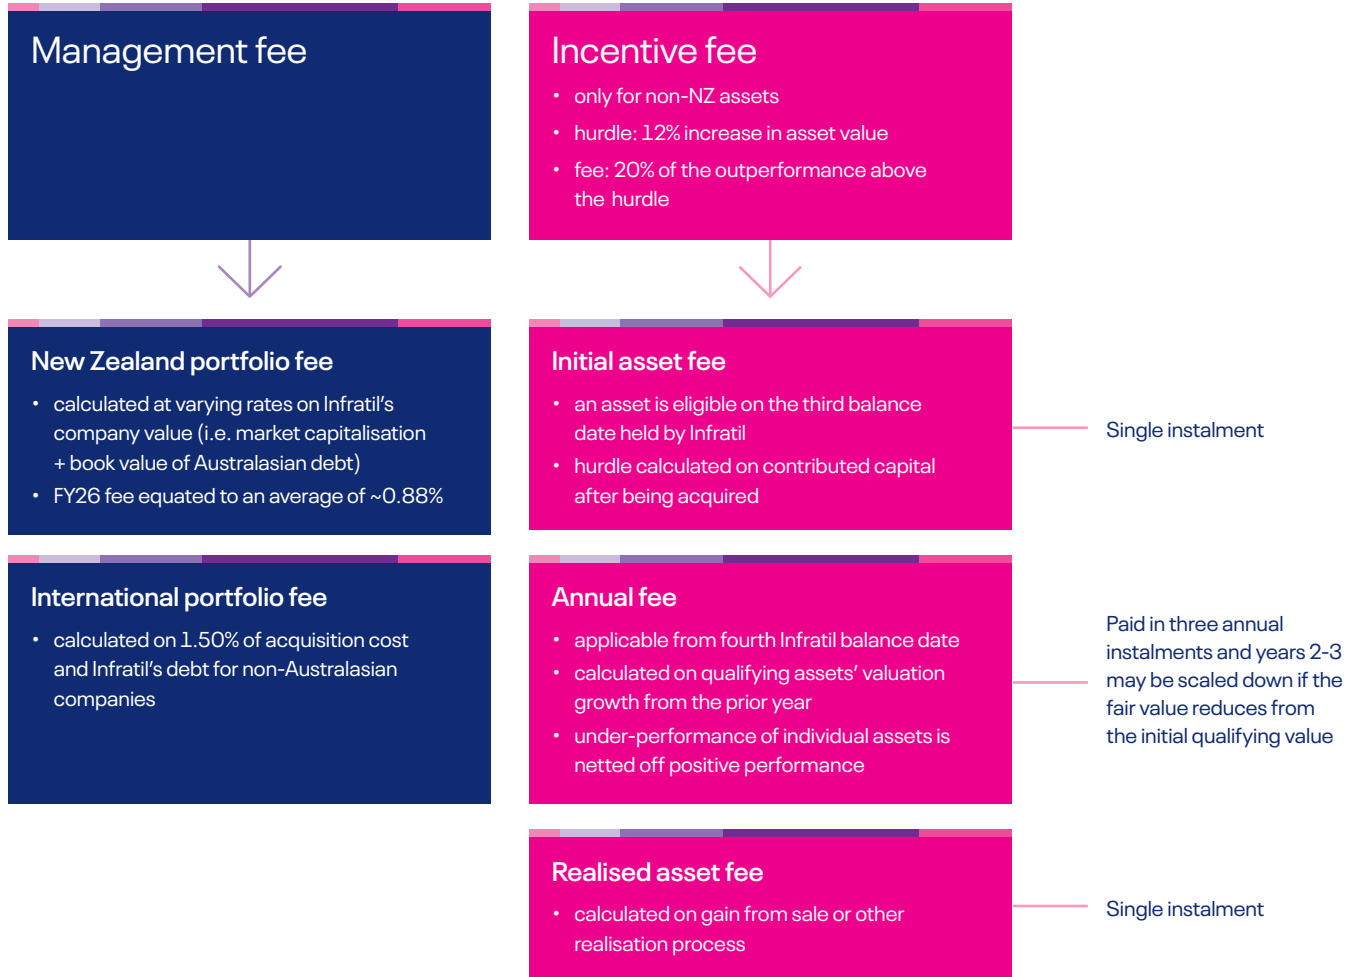 Management fee
Incentive fee
• only for non-NZ assets
• hurdle: 12% increase in asset value
• fee: 20% of the outperformance above
the hurdle
New Zealand portfolio fee
• calculated at varying rates on Infratil’s
company value (i.e. market capitalisation
+ book value of Australasian debt)
• FY26 fee equated to an average of ~0.88%
Initial asset fee
• an asset is eligible on the third balance
date held by Infratil
• hurdle calculated on contributed capital
after being acquired
Single instalment
International portfolio fee
• calculated on 1.50% of acquisition cost
and Infratil’s debt for non-Australasian
companies
Annual fee
• applicable from fourth Infratil balance date
• calculated on qualifying assets’ valuation
growth from the prior year
• under-performance of individual assets is
netted off positive performance
Paid in three annual
instalments and years 2-3
may be scaled down if the
fair value reduces from
the initial qualifying value
Realised asset fee
• calculated on gain from sale or other
realisation process
Single instalment